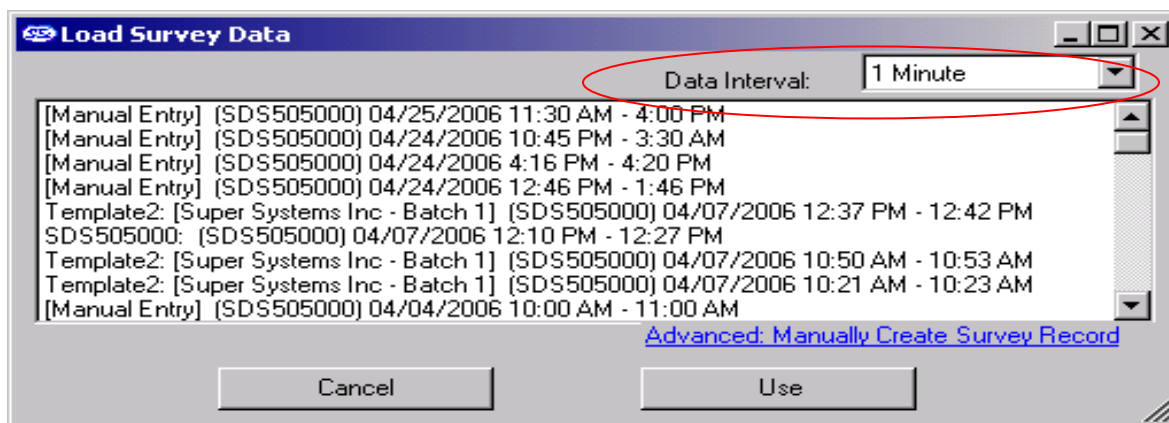 Load Survey Data
Data Interval: 1 Minute
[Manual Entry] (SDS505000) 04/25/2006 11:30 AM - 4:00 PM
[Manual Entry] (SDS505000) 04/24/2006 10:45 PM - 3:30 AM
[Manual Entry] (SDS505000) 04/24/2006 4:16 PM - 4:20 PM
[Manual Entry] (SDS505000) 04/24/2006 12:46 PM - 1:46 PM
Template2: [Super Systems Inc - Batch 1] (SDS505000) 04/07/2006 12:37 PM - 12:42 PM
SDS505000: (SDS505000) 04/07/2006 12:10 PM - 12:27 PM
Template2: [Super Systems Inc - Batch 1] (SDS505000) 04/07/2006 10:50 AM - 10:53 AM
Template2: [Super Systems Inc - Batch 1] (SDS505000) 04/07/2006 10:21 AM - 10:23 AM
[Manual Entry] (SDS505000) 04/04/2006 10:00 AM - 11:00 AM
Advanced: Manually Create Survey Record
Cancel Use